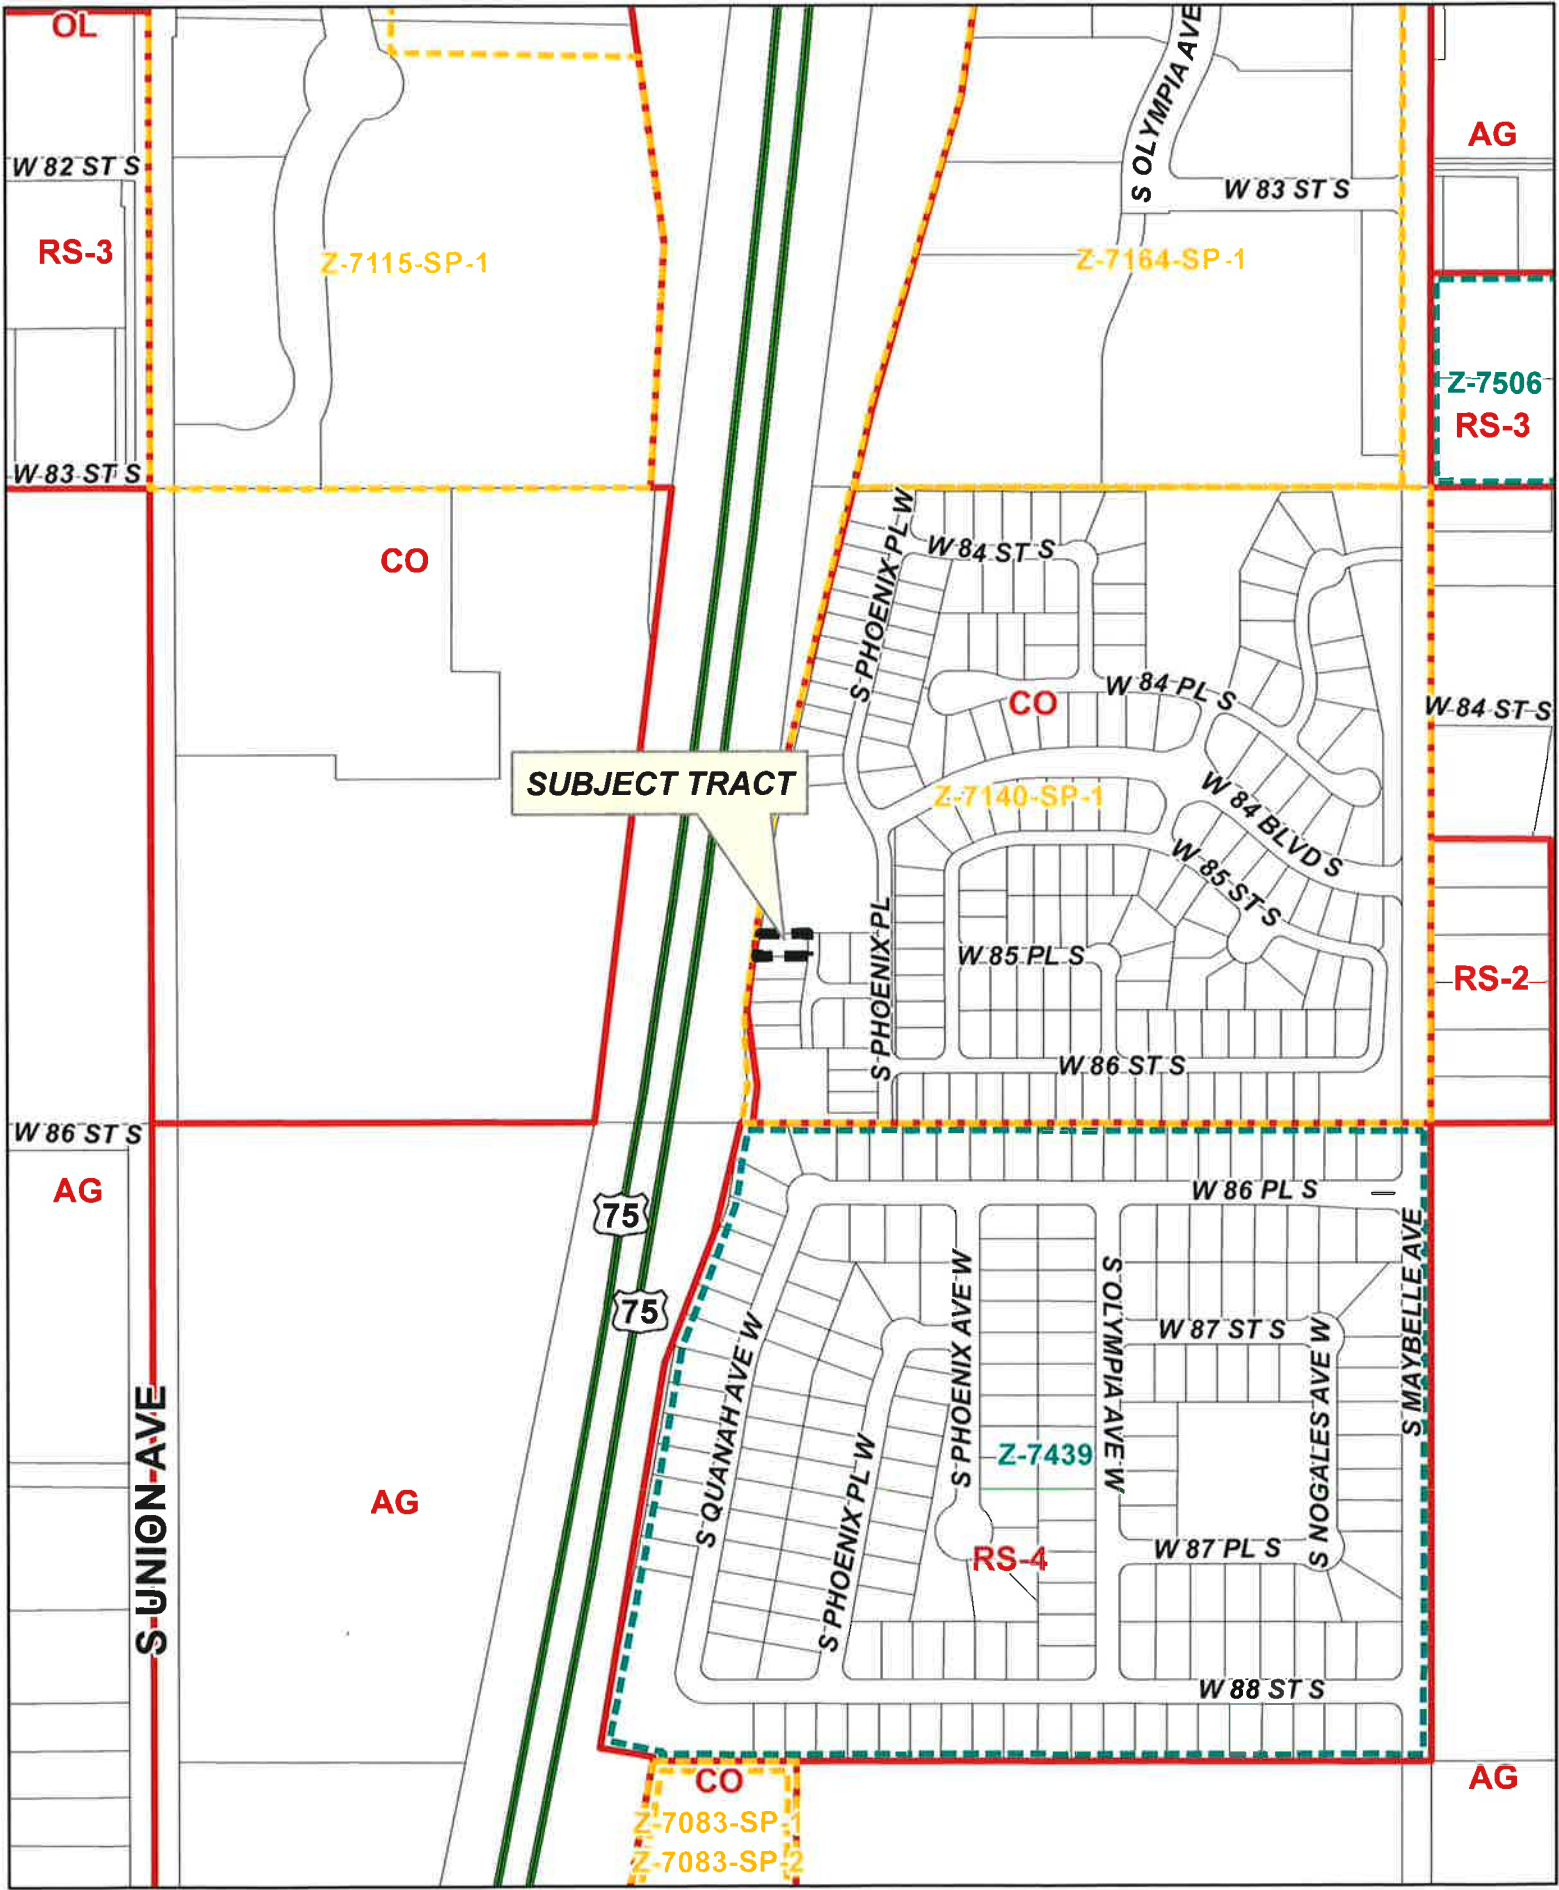 OL
S OLYMPIA AVE
AG
W 82 ST S
W 83 ST S
RS-3
Z-7115-SP-1
Z-7164-SP-1
Z-7506
RS-3
W 83 ST S
CO
S PHOENIX PL W
W 84 ST S
W 84 PL S
CO
W 84 ST S
SUBJECT TRACT
Z-7140-SP-1
W 84 BLVD S
W 85 ST S
S PHOENIX PL
W 85 PL S
RS-2
W 86 ST S
W 86 ST S
AG
W 86 PL S
75
75
S PHOENIX AVE W
S OLYMPIA AVE W
W 87 ST S
S NOGALES AVE W
S MAYBELLE AVE
S QUANAH AVE W
Z-7439
S PHOENIX PL W
S UNION AVE
AG
RS-4
W 87 PL S
W 88 ST S
CO
AG
Z-7083-SP-1
Z-7083-SP-2